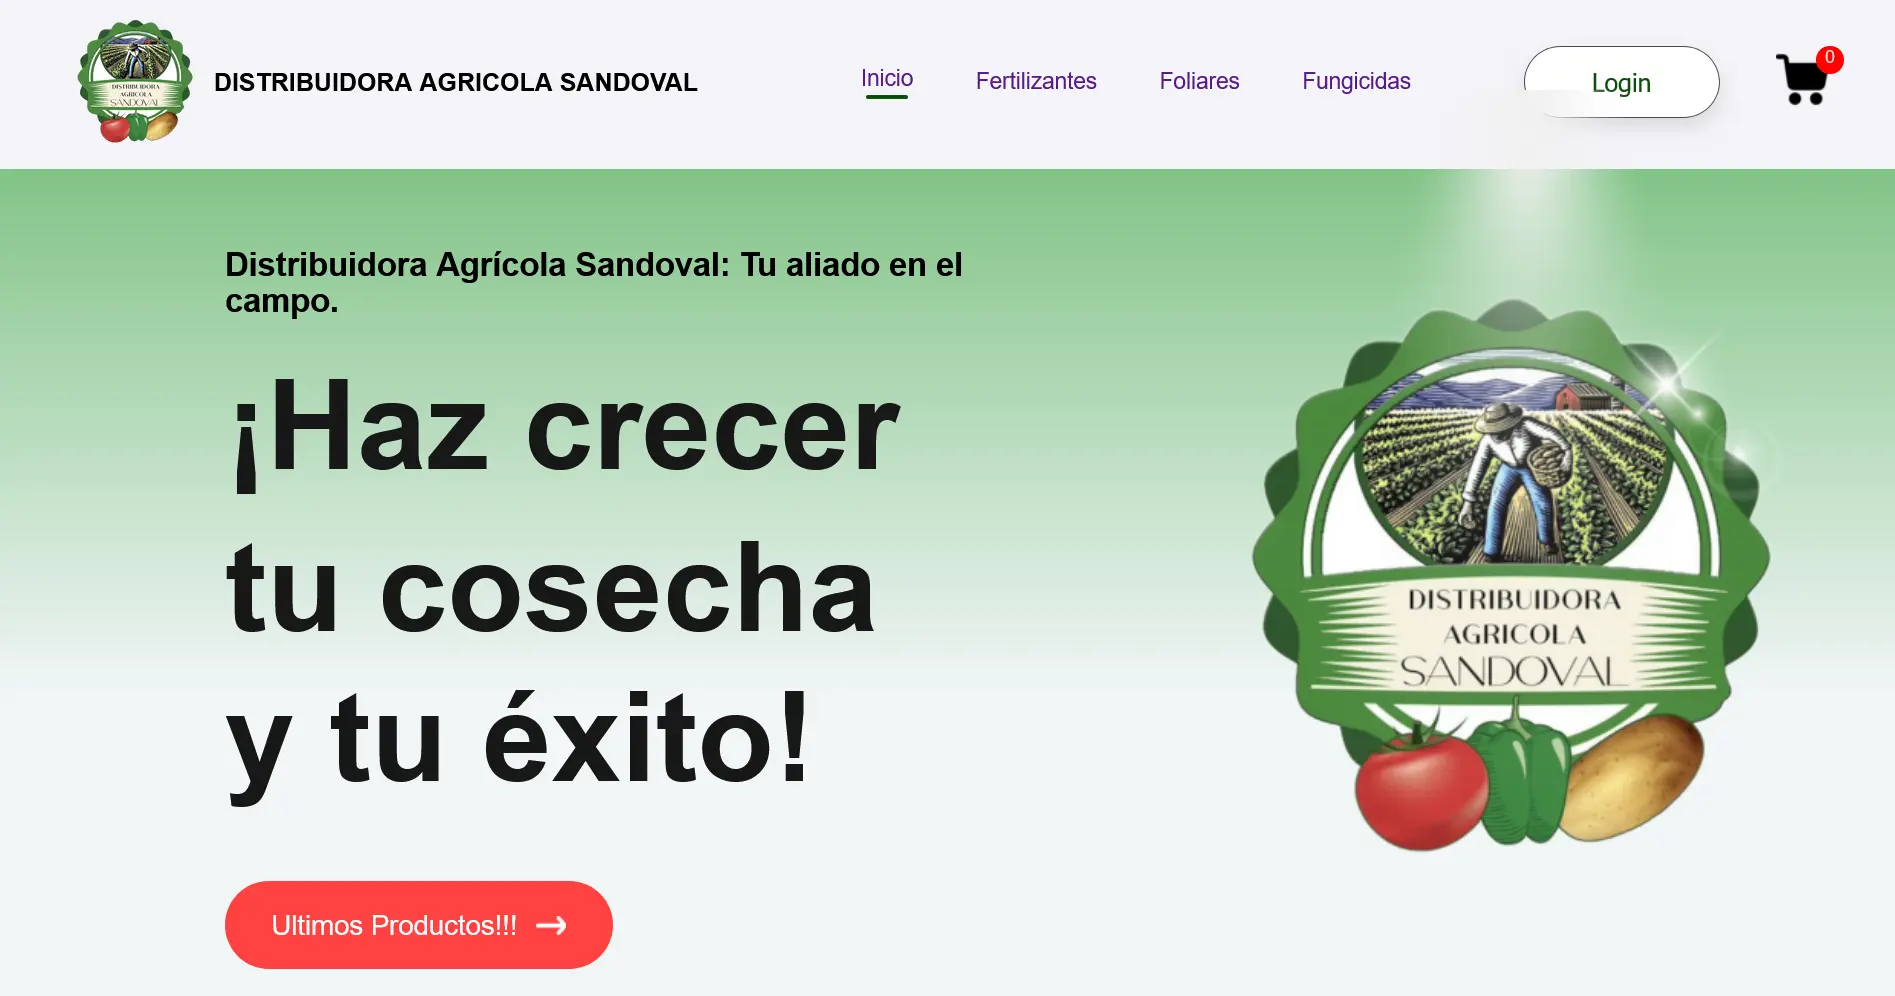 DISTRIBUIDORA
AGRICOLA
SANDOVAL
DISTRIBUIDORA AGRICOLA SANDOVAL
Inicio
Fertilizantes
Foliares
Fungicidas
Login
0
Distribuidora Agrícola Sandoval: Tu aliado en el
campo.
¡Haz crecer
tu cosecha
y tu éxito!
DISTRIBUIDORA
AGRICOLA
SANDOVAL
Ultimos Productos!!!